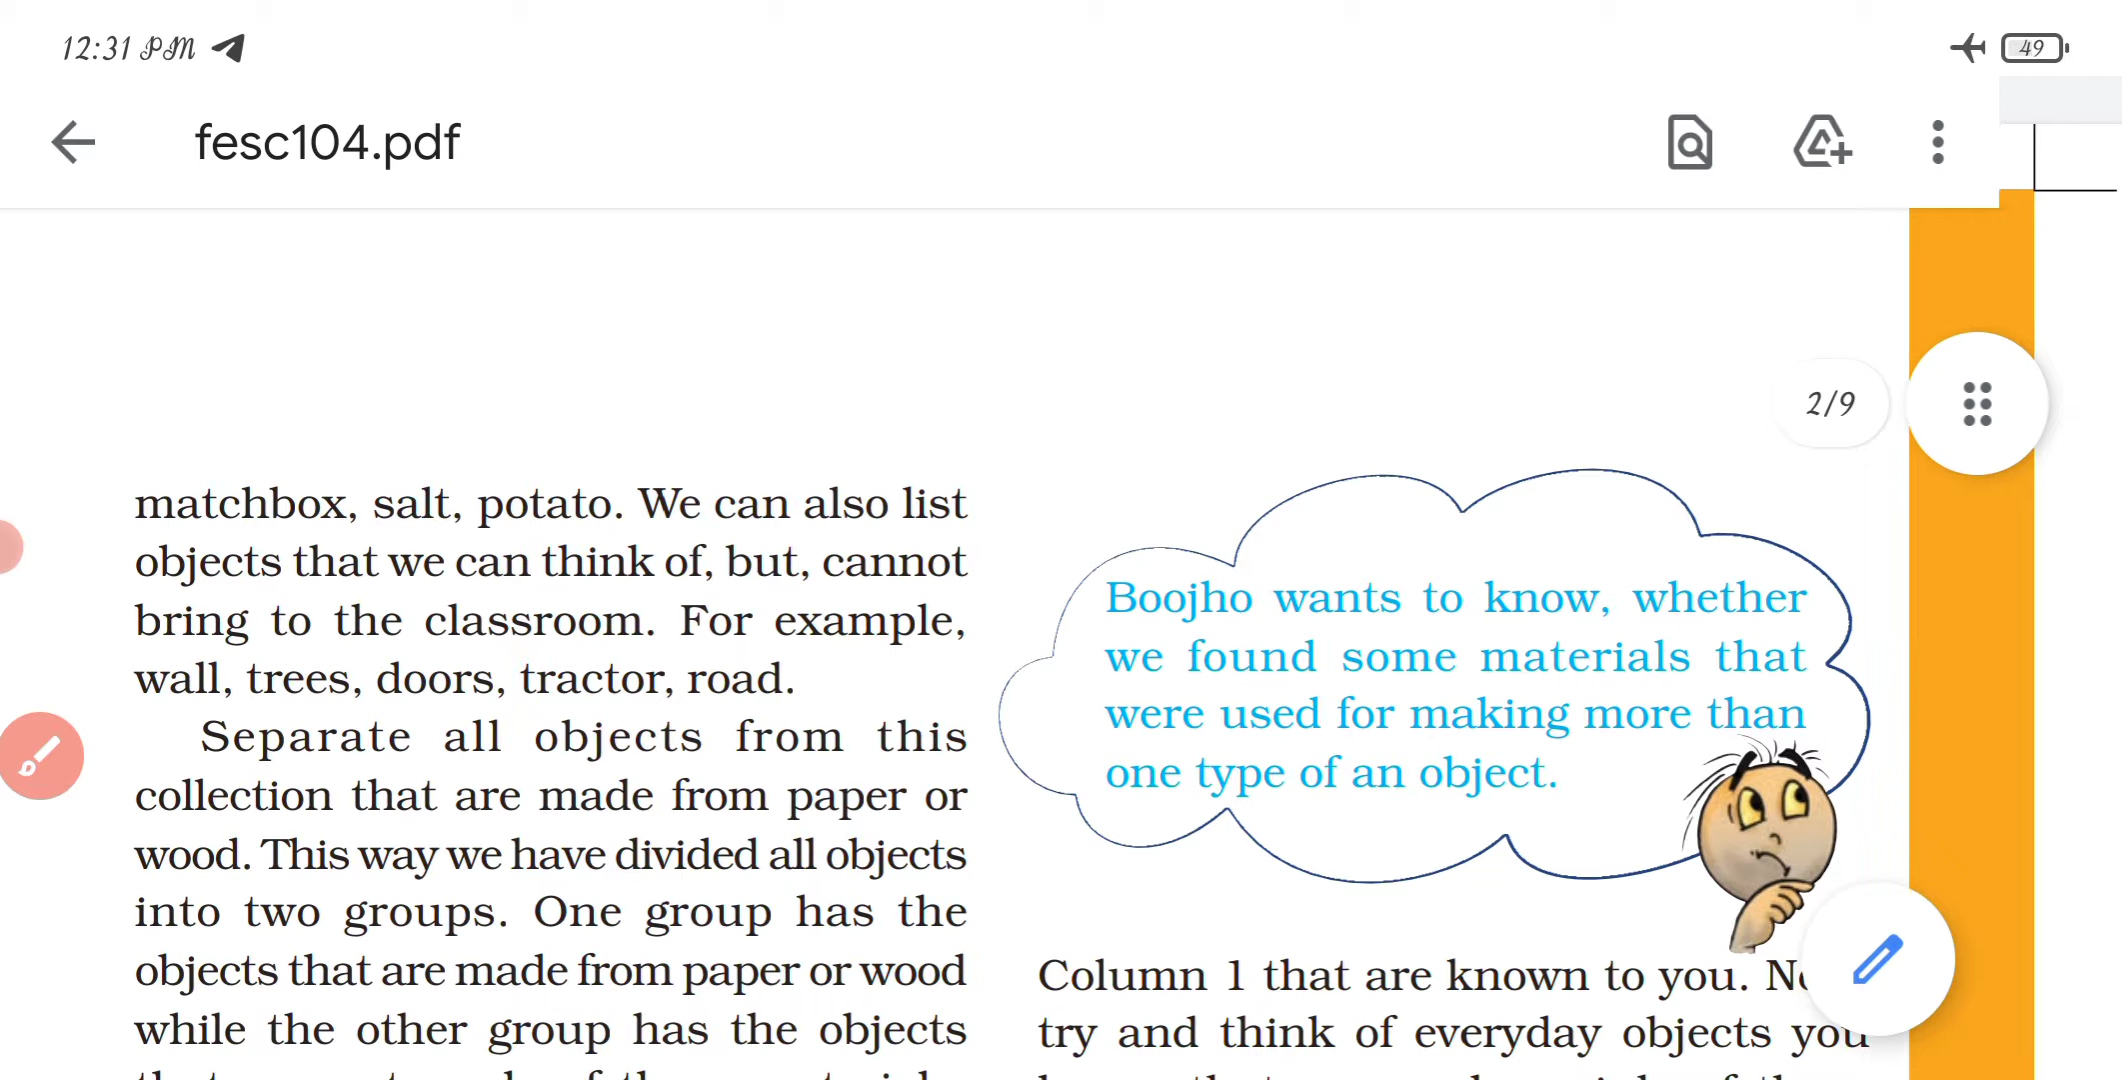 12:31 PM
49
fesc104.pdf
2/9
matchbox, salt, potato. We can also list
objects that we can think of, but, cannot
bring to the classroom. For example,
wall, trees, doors, tractor, road.
Separate all objects from this
collection that are made from paper or
wood. This way we have divided all objects
into two groups. One group has the
objects that are made from paper or wood
while the other group has the objects
Boojho wants to know, whether
we found some materials that
were used for making more than
one type of an object.
Column 1 that are known to you.
try and think of everyday objects you